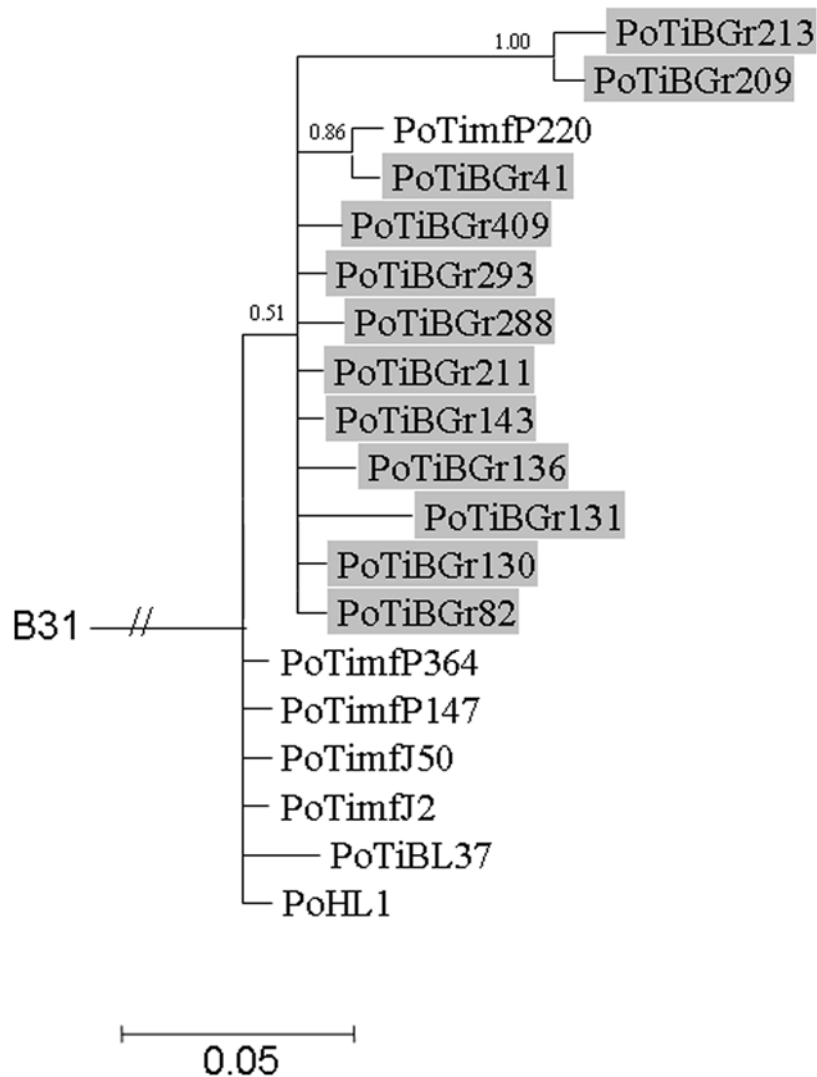 1.00
PoTiBGr213
PoTiBGr209
0.86
PoTimfP220
PoTiBGr41
PoTiBGr409
PoTiBGr293
0.51
PoTiBGr288
PoTiBGr211
PoTiBGr143
PoTiBGr136
PoTiBGr131
PoTiBGr130
PoTiBGr82
B31 //
PoTimfP364
PoTimfP147
PoTimfJ50
PoTimfJ2
PoTiBL37
PoHL1
0.05